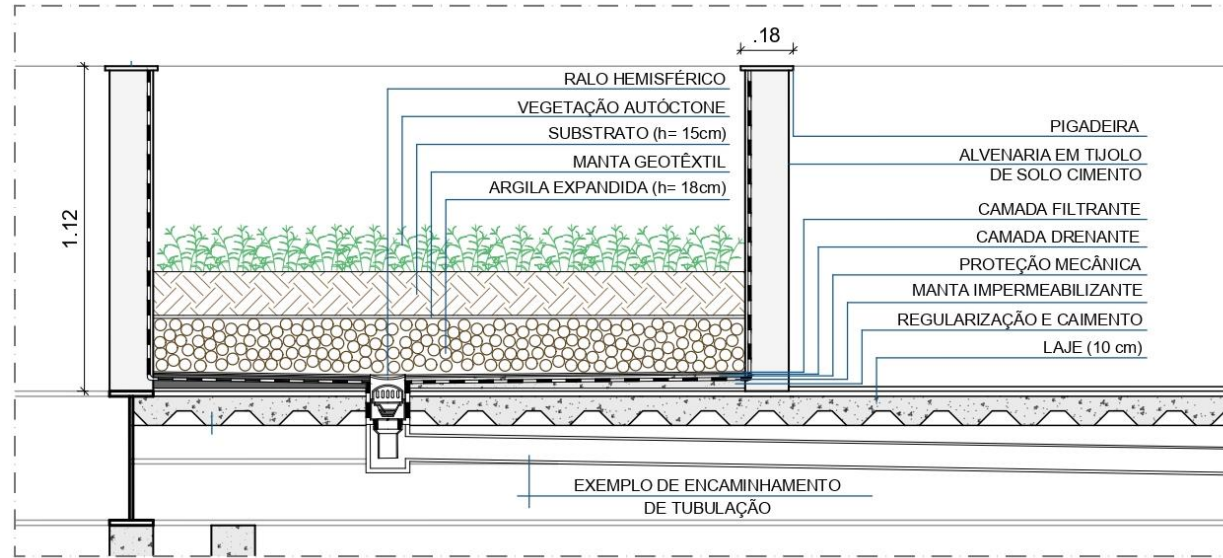 .18
1.12
RALO HEMISFÉRICO
VEGETAÇÃO AUTÓCTONE
SUBSTRATO (h= 15cm)
MANTA GEOTÊXTIL
ARGILA EXPANDIDA (h= 18cm)
PIGADEIRA
ALVENARIA EM TIJOLO
DE SOLO CIMENTO
CAMADA FILTRANTE
CAMADA DRENANTE
PROTEÇÃO MECÂNICA
MANTA IMPERMEABILIZANTE
REGULARIZAÇÃO E CAIMENTO
LAJE (10 cm)
EXEMPLO DE ENCAMINHAMENTO
DE TUBULAÇÃO